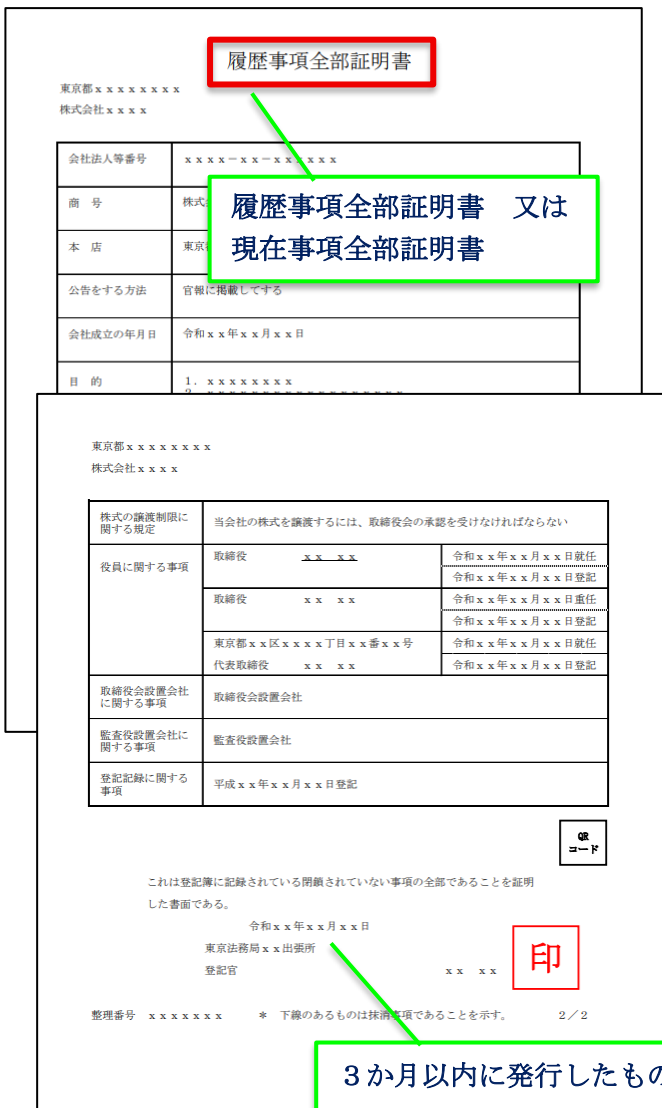 履歴事項全部証明書
東京都ｘｘｘｘｘｘｘｘ
株式会社ｘｘｘｘ
会社法人等番号 ｘｘｘｘ－ｘｘ－ｘｘｘｘｘｘ
商　号 株式
履歴事項全部証明書　又は
現在事項全部証明書
本　店 東京
公告をする方法 官報に掲載してする
会社成立の年月日 令和ｘｘ年ｘｘ月ｘｘ日
目　的 １．ｘｘｘｘｘｘｘｘ
東京都ｘｘｘｘｘｘｘｘ
株式会社ｘｘｘｘ
株式の譲渡制限に
関する規定
当会社の株式を譲渡するには、取締役会の承認を受けなければならない
役員に関する事項
取締役　ｘｘ　ｘｘ 令和ｘｘ年ｘｘ月ｘｘ日就任
令和ｘｘ年ｘｘ月ｘｘ日登記
取締役　ｘｘ　ｘｘ 令和ｘｘ年ｘｘ月ｘｘ日重任
令和ｘｘ年ｘｘ月ｘｘ日登記
東京都ｘｘ区ｘｘｘｘ丁目ｘｘ番ｘｘ号 令和ｘｘ年ｘｘ月ｘｘ日就任
代表取締役　ｘｘ　ｘｘ 令和ｘｘ年ｘｘ月ｘｘ日登記
取締役会設置会社
に関する事項
取締役会設置会社
監査役設置会社に
関する事項
監査役設置会社
登記記録に関する
事項
平成ｘｘ年ｘｘ月ｘｘ日登記
QR
コード
これは登記簿に記録されている閉鎖されていない事項の全部であることを証明
した書面である。
令和ｘｘ年ｘｘ月ｘｘ日
東京法務局ｘｘ出張所
登記官　ｘｘ　ｘｘ
印
整理番号　ｘｘｘｘｘｘｘ　＊　下線のあるものは抹消事項であることを示す。　２／２
３か月以内に発行したもの